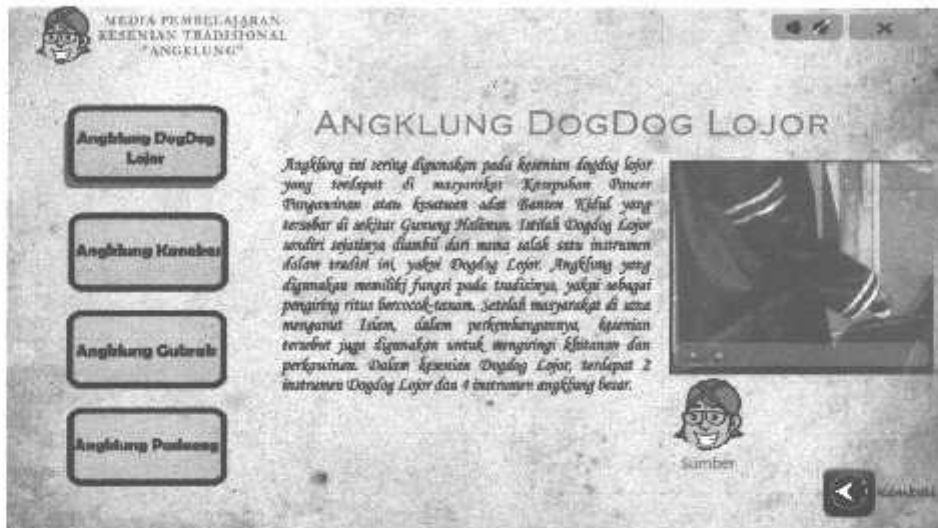 MEDIA PEMBELAJARAN
KESENIAN TRADISIONAL
"ANGKLUNG"
ANGKLUNG DOGDOG LOJOR
Angklung DogDog
Lojor
Angklung Kanekes
Angklung Gubrak
Angklung Padaeng
Angklung ini sering digunakan pada kesenian dogdog lojor
yang terdapat di masyarakat Kasepuhan Pancer
Pangawinan atau kesatuan adat Banten Kidul yang
tersebar di sekitar Gunung Halimun. Istilah Dogdog Lojor
sendiri sejatinya diambil dari nama salah satu instrumen
dalam tradisi ini, yakni Dogdog Lojor. Angklung yang
digunakan memiliki fungsi pada tradisinya, yakni sebagai
pengiring ritus bercocok-tanam. Setelah masyarakat di sana
menganut Islam, dalam perkembangannya, kesenian
tersebut juga digunakan untuk mengiringi khitanan dan
perkawinan. Dalam kesenian Dogdog Lojor, terdapat 2
instrumen Dogdog Lojor dan 4 instrumen angklung besar.
sumber
kembali